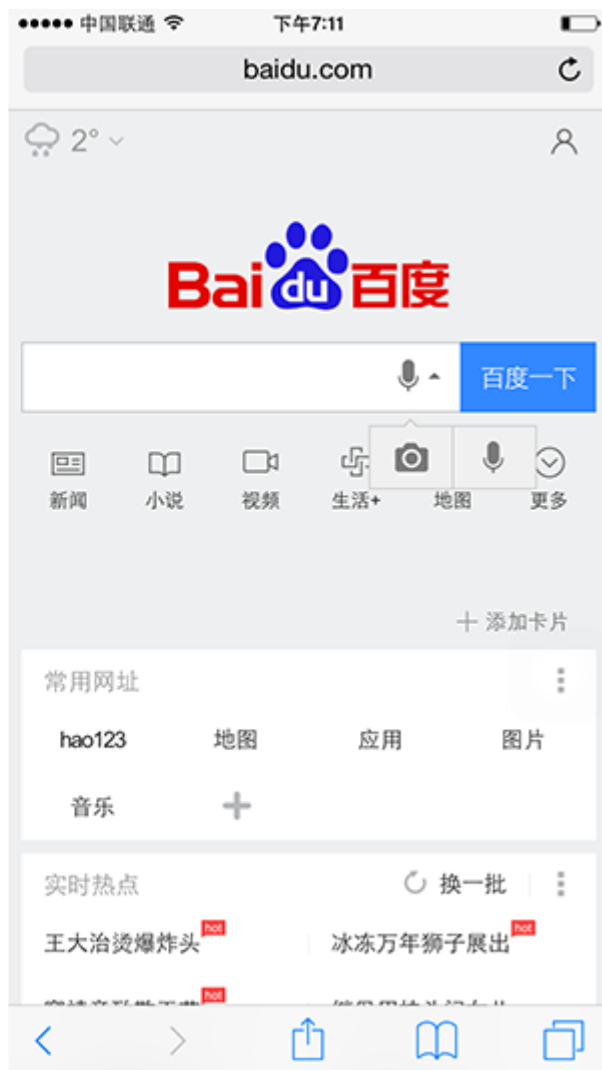 中国联通 下午7:11
baidu.com
2°
Bai du 百度
百度一下
新闻 小说 视频 生活+ 地图 更多
添加卡片
常用网址
hao123 地图 应用 图片
音乐
实时热点 换一批
王大治烫爆炸头 hot 冰冻万年狮子展出 hot
hot